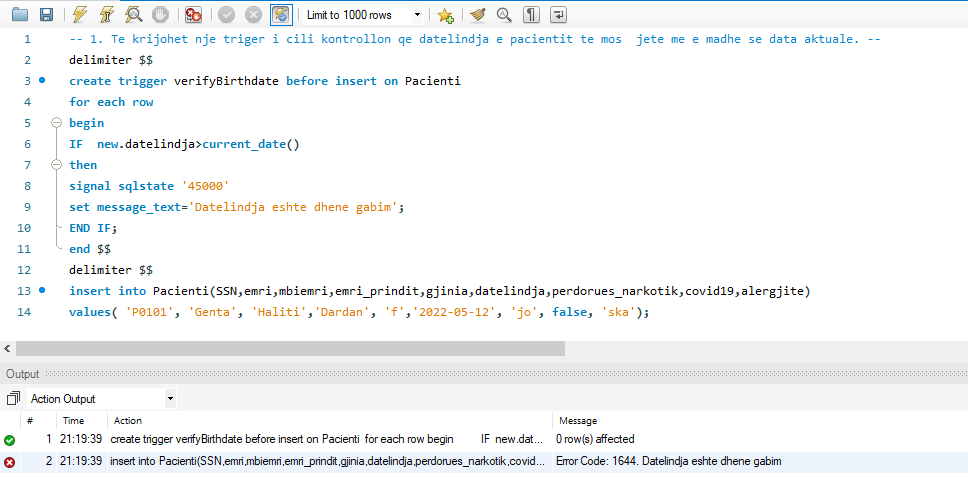 Limit to 1000 rows
1 -- 1. Te krijohet nje triger i cili kontrollon qe datelindja e pacientit te mos  jete me e madhe se data aktuale. --
2 delimiter $$
3 create trigger verifyBirthdate before insert on Pacienti
4 for each row
5 begin
6 IF  new.datelindja>current_date()
7 then
8 signal sqlstate '45000'
9 set message_text='Datelindja eshte dhene gabim';
10 END IF;
11 end $$
12 delimiter $$
13 insert into Pacienti(SSN,emri,mbiemri,emri_prindit,gjinia,datelindja,perdorues_narkotik,covid19,alergjite)
14 values( 'P0101', 'Genta', 'Haliti','Dardan', 'f','2022-05-12', 'jo', false, 'ska');
Output
Action Output
# Time Action Message
1 21:19:39 create trigger verifyBirthdate before insert on Pacienti  for each row begin IF new.dat... 0 row(s) affected
2 21:19:39 insert into Pacienti(SSN,emri,mbiemri,emri_prindit,gjinia,datelindja,perdorues_narkotik,covid... Error Code: 1644. Datelindja eshte dhene gabim